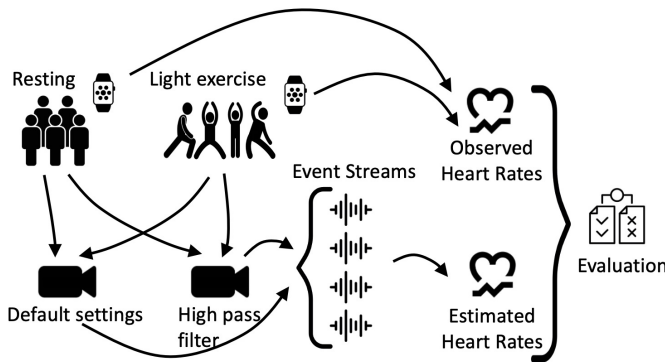 Resting
Light exercise
Event Streams
Observed
Heart Rates
Evaluation
Default settings
High pass
filter
Estimated
Heart Rates